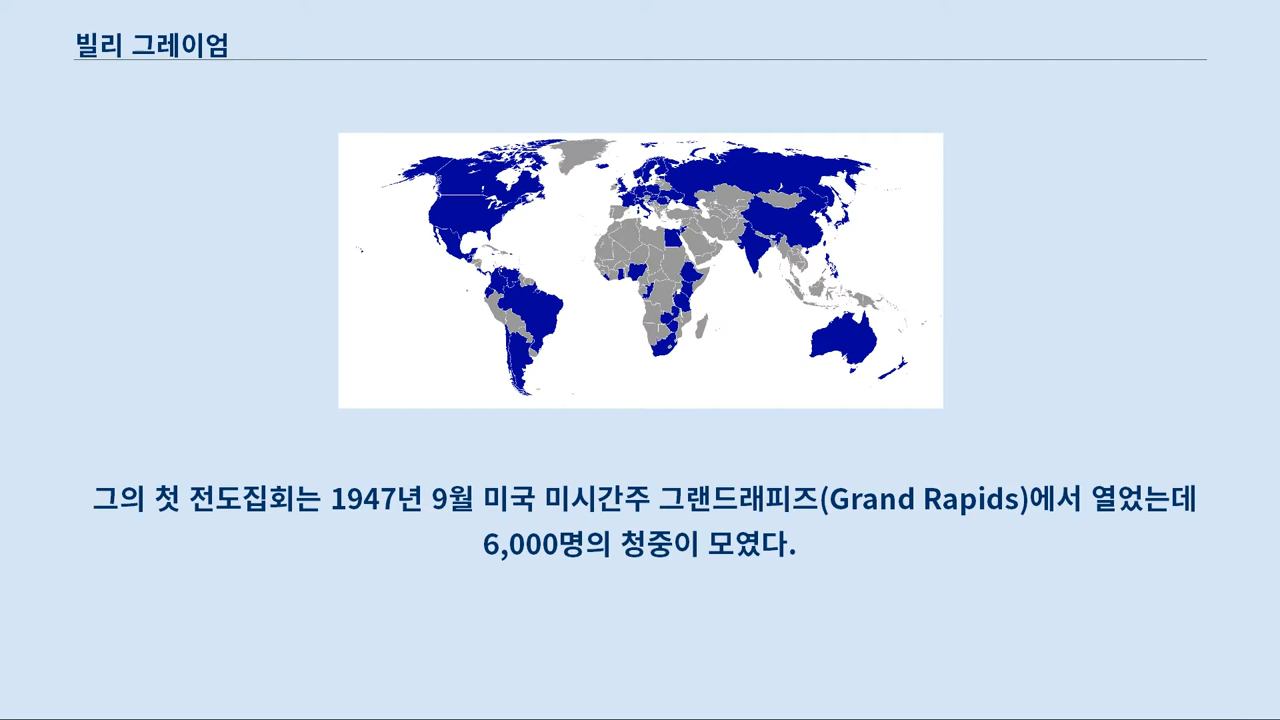 빌리 그레이엄
그의 첫 전도집회는 1947년 9월 미국 미시간주 그랜드래피즈(Grand Rapids)에서 열었는데
6,000명의 청중이 모였다.